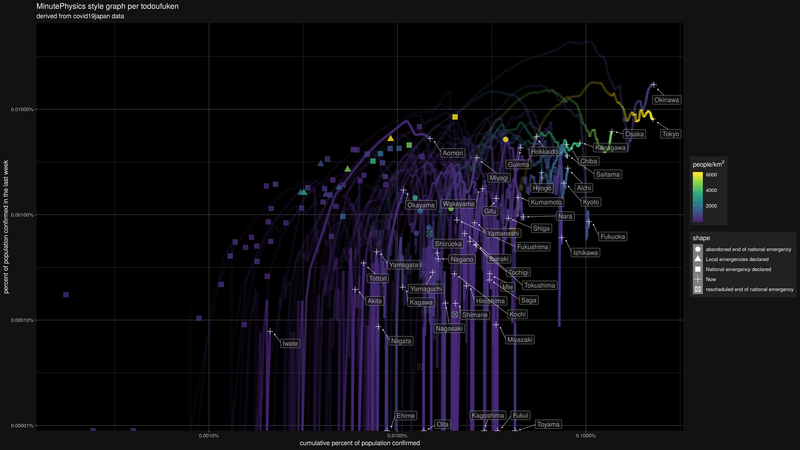 MinutePhysics style graph per todoufuken
derived from covid19japan data
percent of population confirmed in the last week
0.01000%
0.00100%
0.00010%
0.00001%
Okinawa
Tokyo
Osaka
Kanagawa
Hokkaido
Aomori
Gunma
Chiba
Saitama
Miyagi
Hyogo
Aichi
Okayama
Wakayama
Kumamoto
Kyoto
Gifu
Nara
Shiga
Yamanashi
Fukuoka
Shizuoka
Fukushima
Ishikawa
Yamagata
Nagano
Ibaraki
Tochigi
Tottori
Tokushima
Yamaguchi
Mie
Akita
Kagawa
Hiroshima
Saga
Shimane
Kochi
Nagasaki
Iwate
Niigata
Miyazaki
Ehime
Kagoshima
Fukui
Oita
Toyama
0.0010%
0.0100%
0.1000%
cumulative percent of population confirmed
people/km²
6000
4000
2000
shape
abandoned end of national emergency
Local emergencies declared
National emergency declared
Now
rescheduled end of national emergency